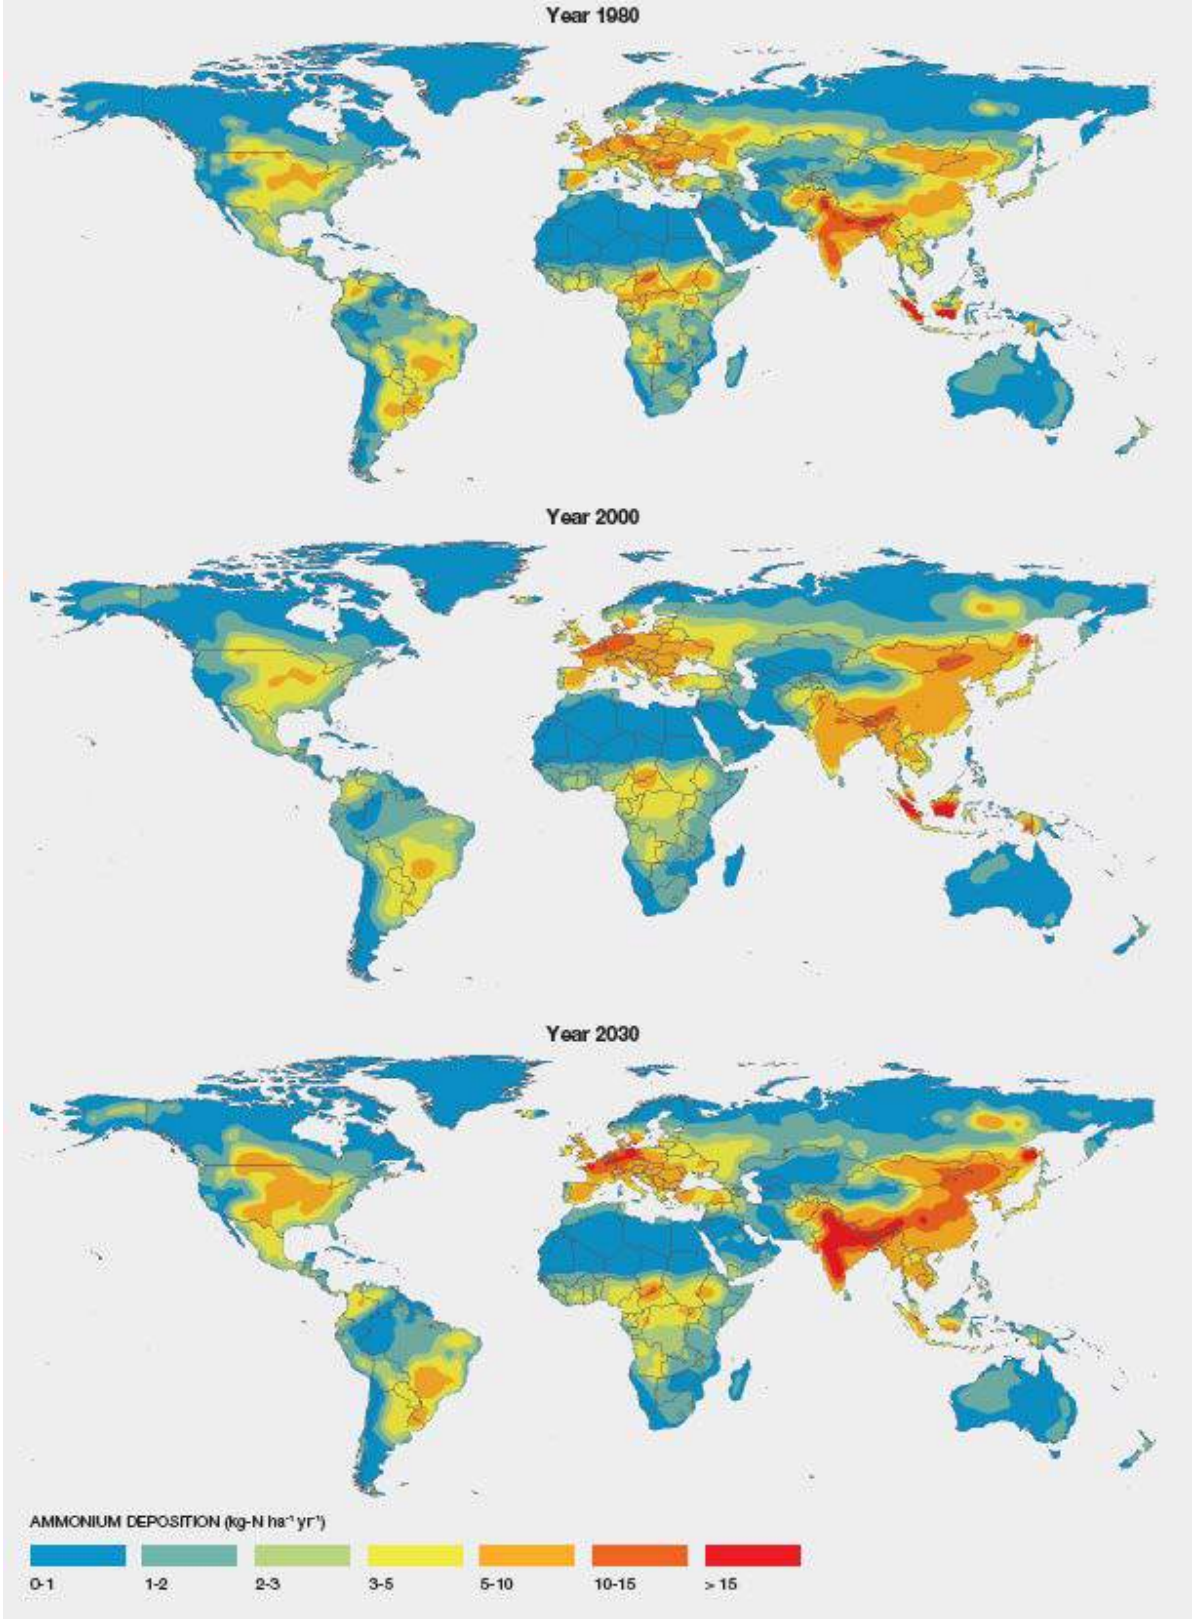 Year 1980
Year 2000
Year 2030
AMMONIUM DEPOSITION (kg-N ha⁻¹ yr⁻¹)
0-1 1-2 2-3 3-5 5-10 10-15 > 15